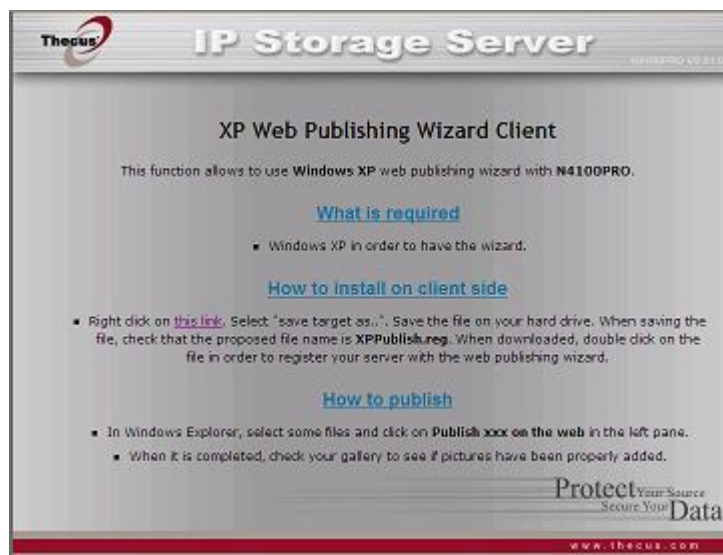 Thecus
IP Storage Server
XP Web Publishing Wizard Client
This function allows to use Windows XP web publishing wizard with N4100PRO.
What is required
▪ Windows XP in order to have the wizard.
How to install on client side
▪ Right click on this link. Select "save target as..". Save the file on your hard drive. When saving the
file, check that the proposed file name is XPPublish.reg. When downloaded, double click on the
file in order to register your server with the web publishing wizard.
How to publish
▪ In Windows Explorer, select some files and click on Publish xxx on the web in the left pane.
▪ When it is completed, check your gallery to see if pictures have been properly added.
Protect Your Source
Secure Your Data
www.thecus.com